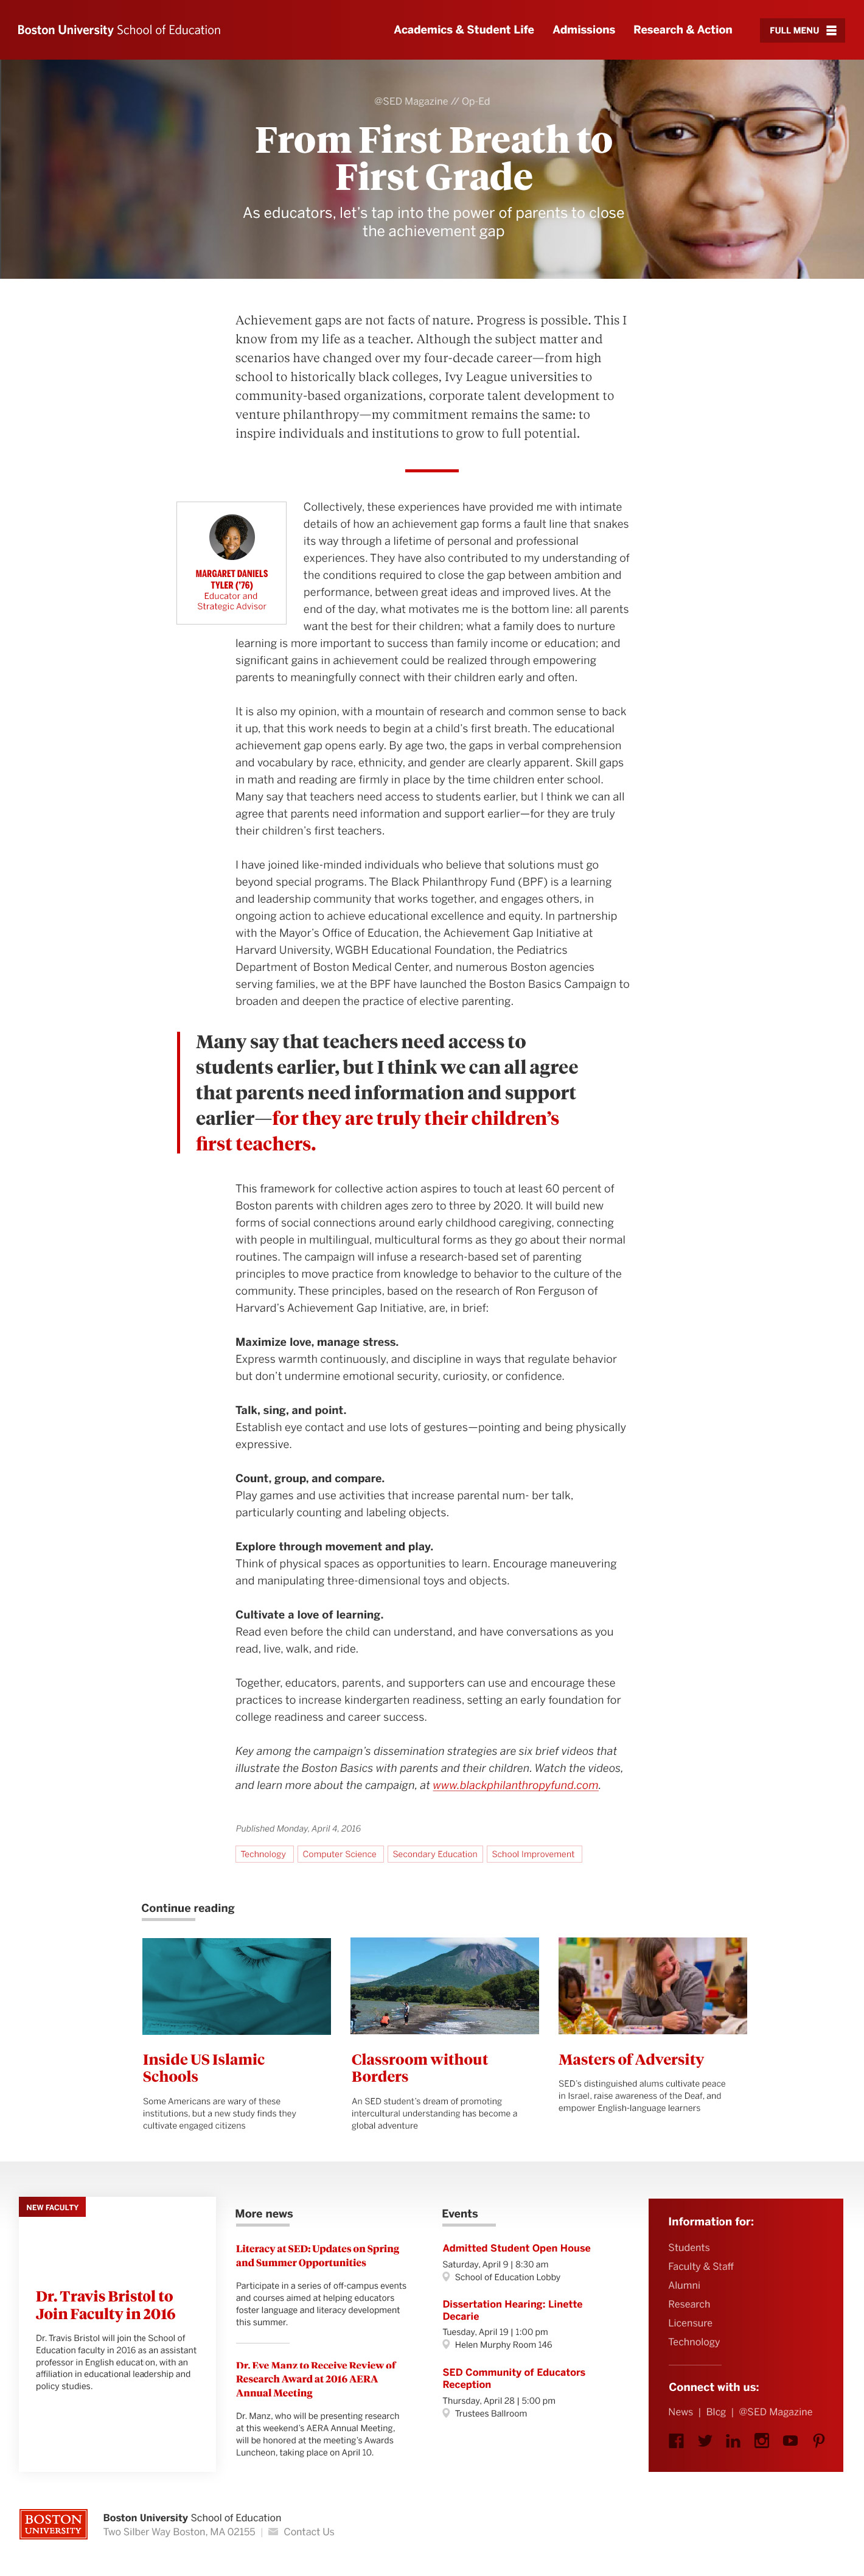 Boston University School of Education
Academics & Student Life
Admissions
Research & Action
FULL MENU
@SED Magazine // Op-Ed
From First Breath to
First Grade
As educators, let's tap into the power of parents to close
the achievement gap
Achievement gaps are not facts of nature. Progress is possible. This I
know from my life as a teacher. Although the subject matter and
scenarios have changed over my four-decade career—from high
school to historically black colleges, Ivy League universities to
community-based organizations, corporate talent development to
venture philanthropy—my commitment remains the same: to
inspire individuals and institutions to grow to full potential.
MARGARET DANIELS
TYLER ('76)
Educator and
Strategic Advisor
Collectively, these experiences have provided me with intimate
details of how an achievement gap forms a fault line that snakes
its way through a lifetime of personal and professional
experiences. They have also contributed to my understanding of
the conditions required to close the gap between ambition and
performance, between great ideas and improved lives. At the
end of the day, what motivates me is the bottom line: all parents
want the best for their children; what a family does to nurture
learning is more important to success than family income or education; and
significant gains in achievement could be realized through empowering
parents to meaningfully connect with their children early and often.
It is also my opinion, with a mountain of research and common sense to back
it up, that this work needs to begin at a child's first breath. The educational
achievement gap opens early. By age two, the gaps in verbal comprehension
and vocabulary by race, ethnicity, and gender are clearly apparent. Skill gaps
in math and reading are firmly in place by the time children enter school.
Many say that teachers need access to students earlier, but I think we can all
agree that parents need information and support earlier—for they are truly
their children's first teachers.
I have joined like-minded individuals who believe that solutions must go
beyond special programs. The Black Philanthropy Fund (BPF) is a learning
and leadership community that works together, and engages others, in
ongoing action to achieve educational excellence and equity. In partnership
with the Mayor's Office of Education, the Achievement Gap Initiative at
Harvard University, WGBH Educational Foundation, the Pediatrics
Department of Boston Medical Center, and numerous Boston agencies
serving families, we at the BPF have launched the Boston Basics Campaign to
broaden and deepen the practice of elective parenting.
Many say that teachers need access to
students earlier, but I think we can all agree
that parents need information and support
earlier—for they are truly their children's
first teachers.
This framework for collective action aspires to touch at least 60 percent of
Boston parents with children ages zero to three by 2020. It will build new
forms of social connections around early childhood caregiving, connecting
with people in multilingual, multicultural forms as they go about their normal
routines. The campaign will infuse a research-based set of parenting
principles to move practice from knowledge to behavior to the culture of the
community. These principles, based on the research of Ron Ferguson of
Harvard's Achievement Gap Initiative, are, in brief:
Maximize love, manage stress.
Express warmth continuously, and discipline in ways that regulate behavior
but don't undermine emotional security, curiosity, or confidence.
Talk, sing, and point.
Establish eye contact and use lots of gestures—pointing and being physically
expressive.
Count, group, and compare.
Play games and use activities that increase parental num- ber talk,
particularly counting and labeling objects.
Explore through movement and play.
Think of physical spaces as opportunities to learn. Encourage maneuvering
and manipulating three-dimensional toys and objects.
Cultivate a love of learning.
Read even before the child can understand, and have conversations as you
read, live, walk, and ride.
Together, educators, parents, and supporters can use and encourage these
practices to increase kindergarten readiness, setting an early foundation for
college readiness and career success.
Key among the campaign's dissemination strategies are six brief videos that
illustrate the Boston Basics with parents and their children. Watch the videos,
and learn more about the campaign, at www.blackphilanthropyfund.com.
Published Monday, April 4, 2016
Technology
Computer Science
Secondary Education
School Improvement
Continue reading
Inside US Islamic
Schools
Some Americans are wary of these
institutions, but a new study finds they
cultivate engaged citizens
Classroom without
Borders
An SED student's dream of promoting
intercultural understanding has become a
global adventure
Masters of Adversity
SED's distinguished alums cultivate peace
in Israel, raise awareness of the Deaf, and
empower English-language learners
NEW FACULTY
Dr. Travis Bristol to
Join Faculty in 2016
Dr. Travis Bristol will join the School of
Education faculty in 2016 as an assistant
professor in English education, with an
affiliation in educational leadership and
policy studies.
More news
Literacy at SED: Updates on Spring
and Summer Opportunities
Participate in a series of off-campus events
and courses aimed at helping educators
foster language and literacy development
this summer.
Dr. Eve Manz to Receive Review of
Research Award at 2016 AERA
Annual Meeting
Dr. Manz, who will be presenting research
at this weekend's AERA Annual Meeting,
will be honored at the meeting's Awards
Luncheon, taking place on April 10.
Events
Admitted Student Open House
Saturday, April 9 | 8:30 am
School of Education Lobby
Dissertation Hearing: Linette
Decarie
Tuesday, April 19 | 1:00 pm
Helen Murphy Room 146
SED Community of Educators
Reception
Thursday, April 28 | 5:00 pm
Trustees Ballroom
Information for:
Students
Faculty & Staff
Alumni
Research
Licensure
Technology
Connect with us:
News | Blog | @SED Magazine
BOSTON
UNIVERSITY
Boston University School of Education
Two Silber Way Boston, MA 02155 | Contact Us